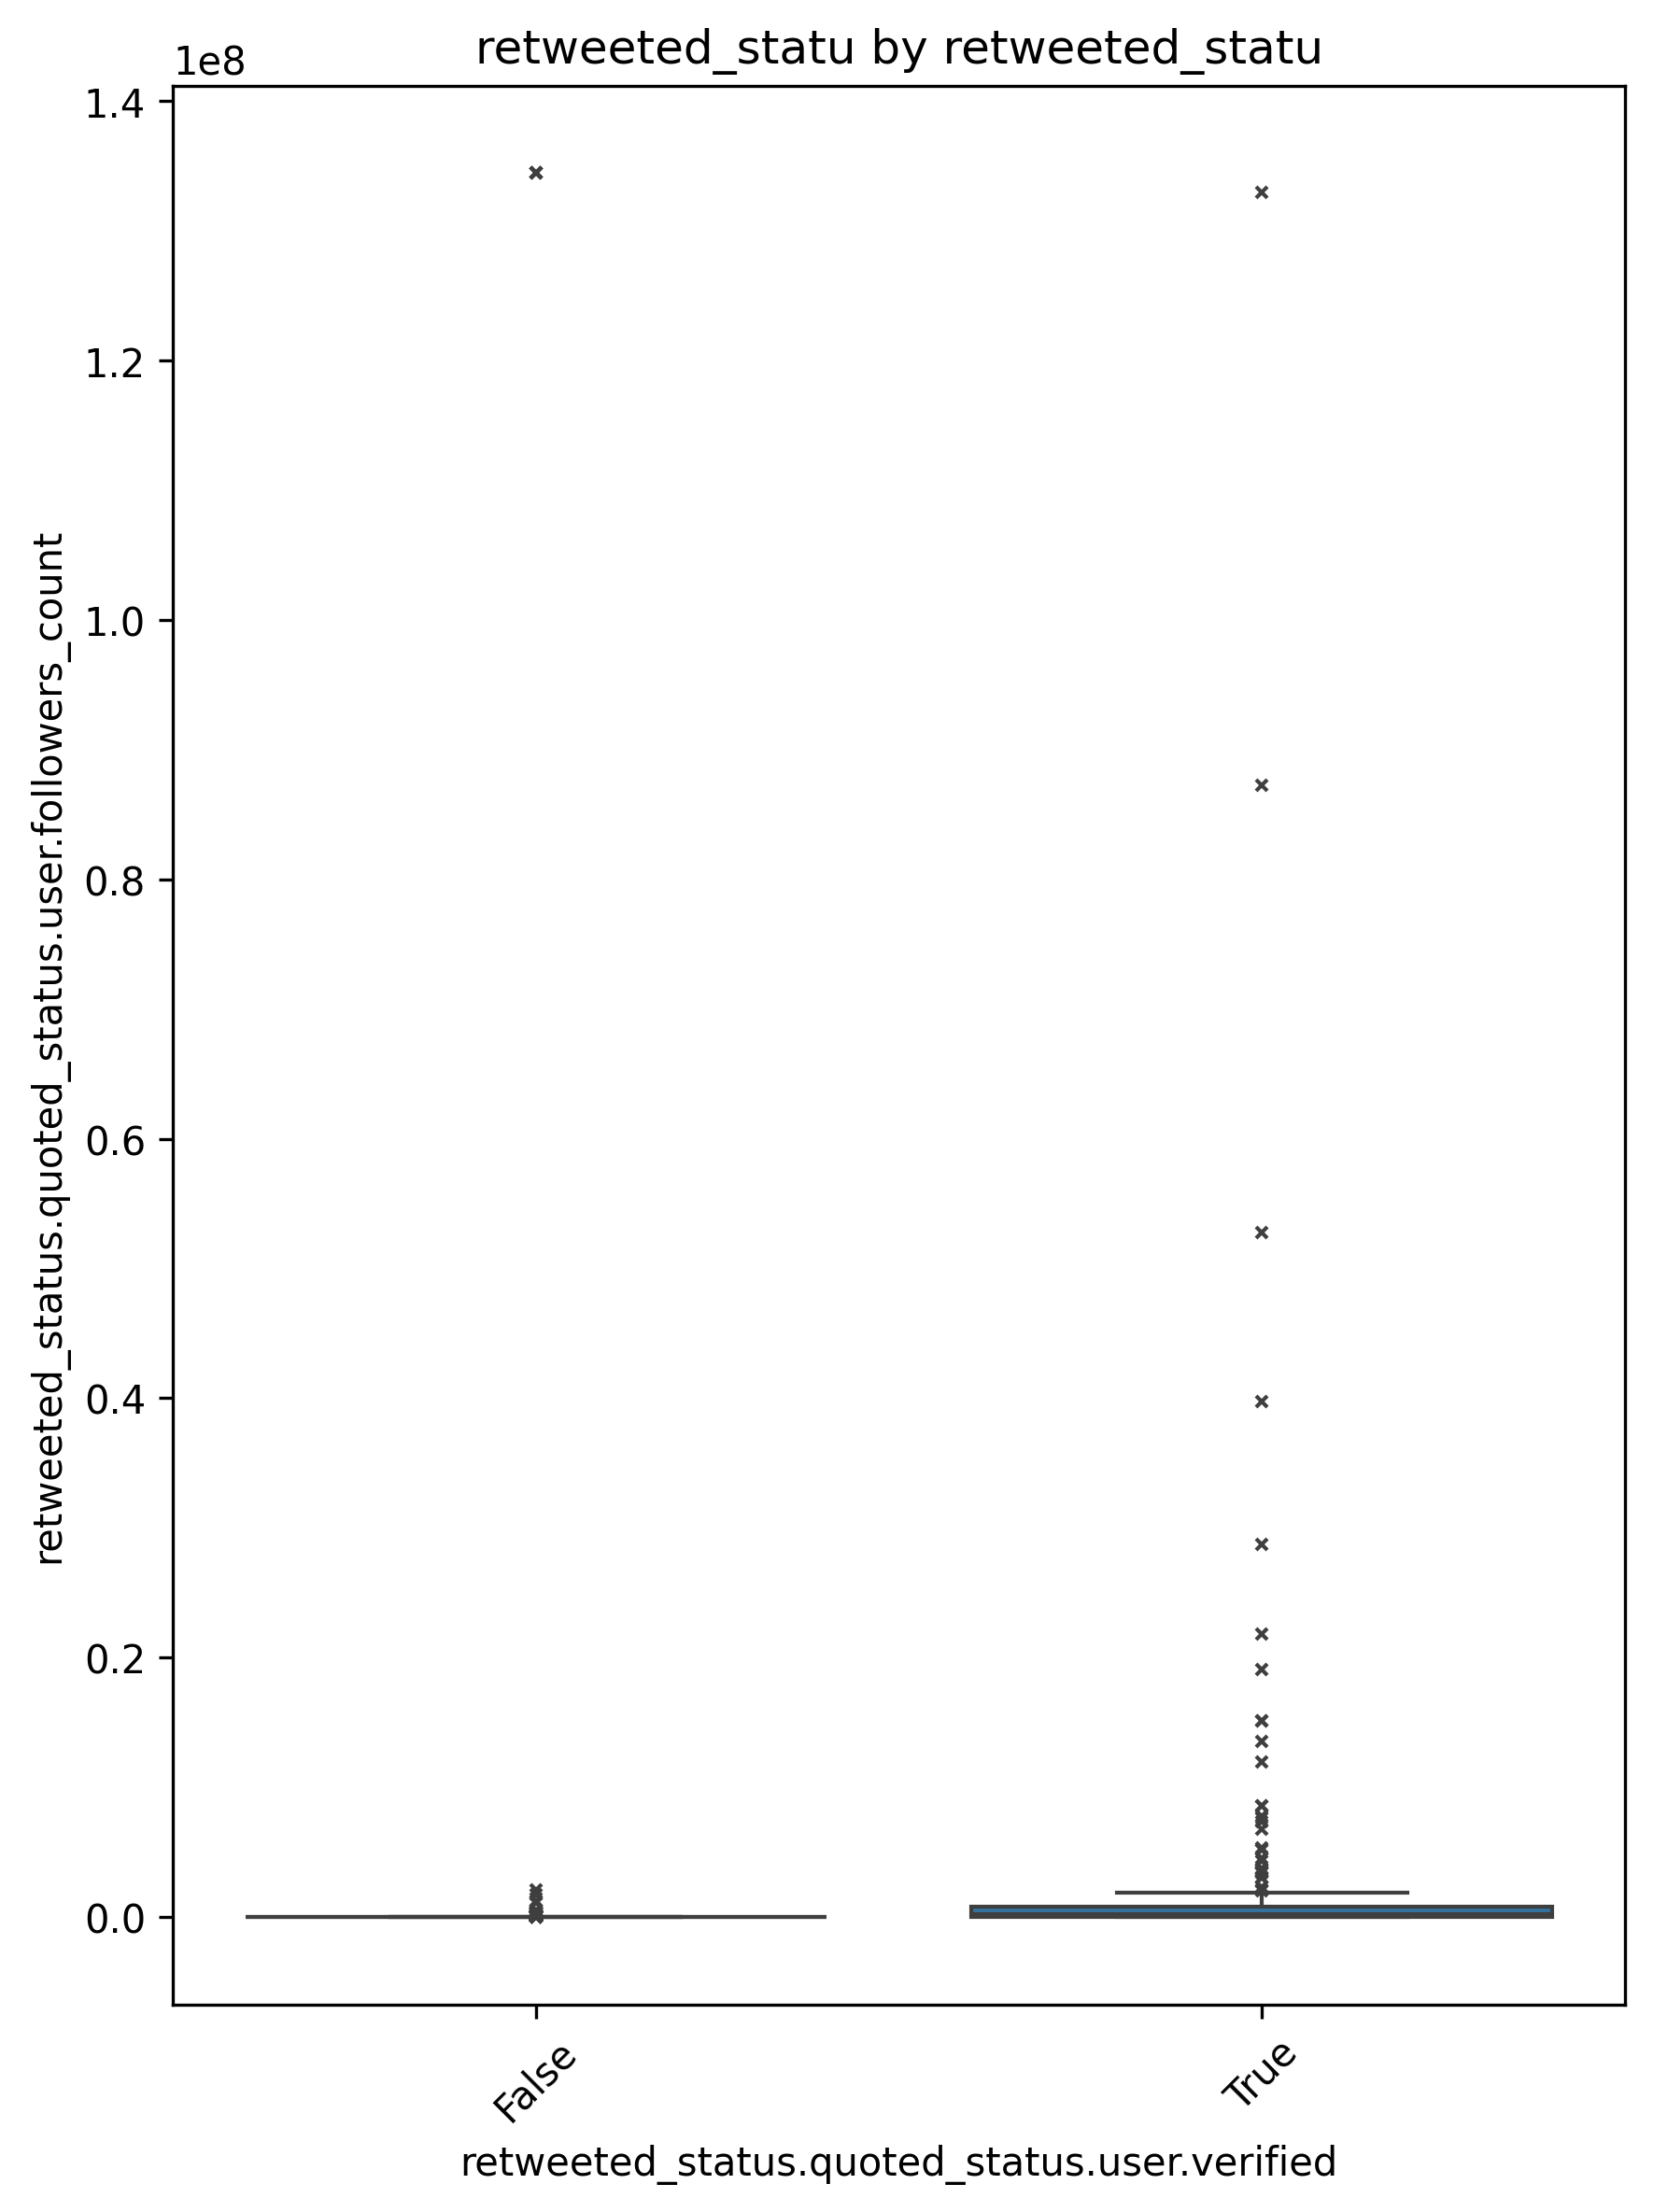 retweeted_statu by retweeted_statu
1e8
1.4
1.2
1.0
0.8
0.6
0.4
0.2
0.0
retweeted_status.quoted_status.user.followers_count
False
True
retweeted_status.quoted_status.user.verified